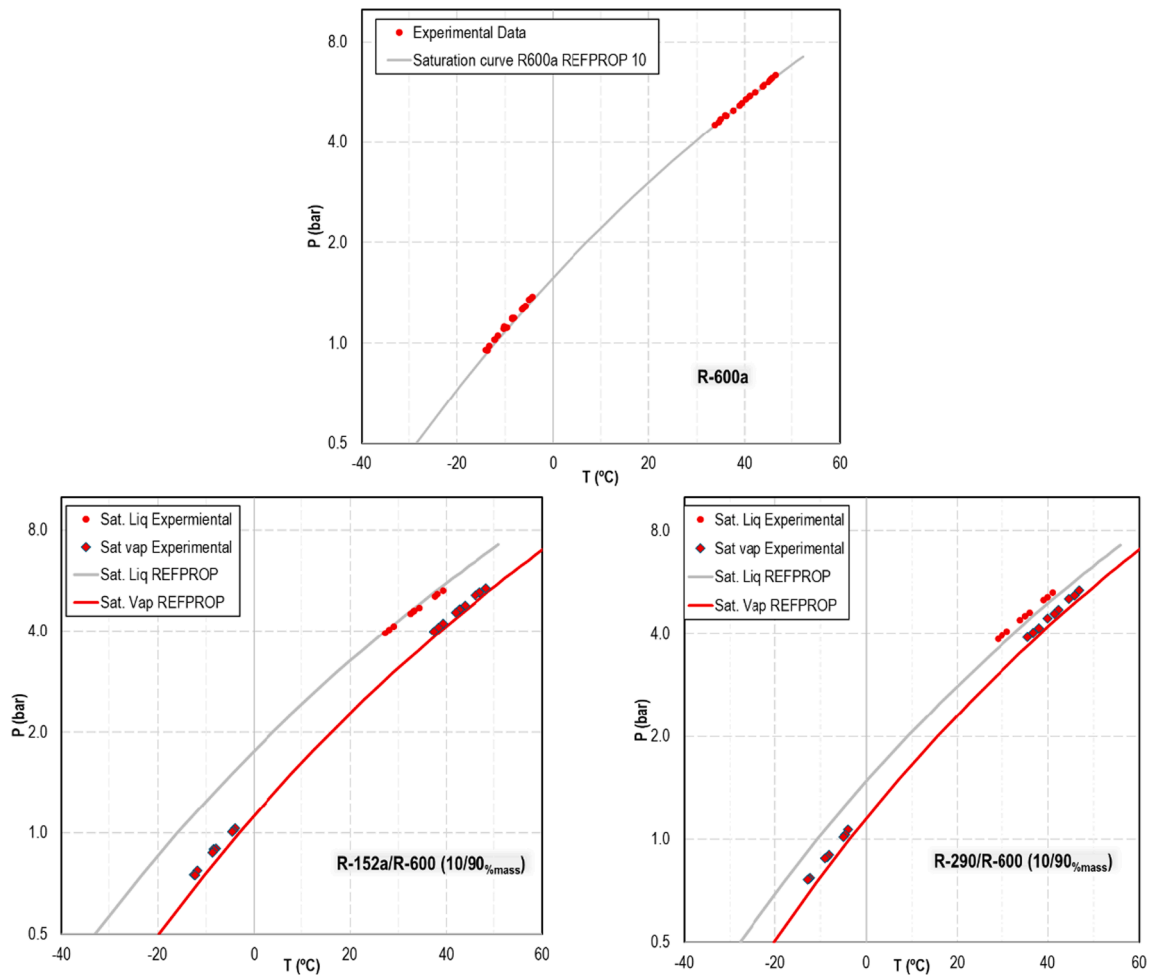 Experimental Data
Saturation curve R600a REFPROP 10
8.0
4.0
2.0
1.0
0.5
P (bar)
R-600a
-40 -20 0 20 40 60
T (ºC)
Sat. Liq Expermiental
Sat vap Experimental
Sat. Liq REFPROP
Sat. Vap REFPROP
8.0
4.0
2.0
1.0
0.5
P (bar)
R-152a/R-600 (10/90%mass)
-40 -20 0 20 40 60
T (ºC)
Sat. Liq Experimental
Sat vap Experimental
Sat. Liq REFPROP
Sat. Vap REFPROP
8.0
4.0
2.0
1.0
0.5
P (bar)
R-290/R-600 (10/90%mass)
-40 -20 0 20 40 60
T (ºC)